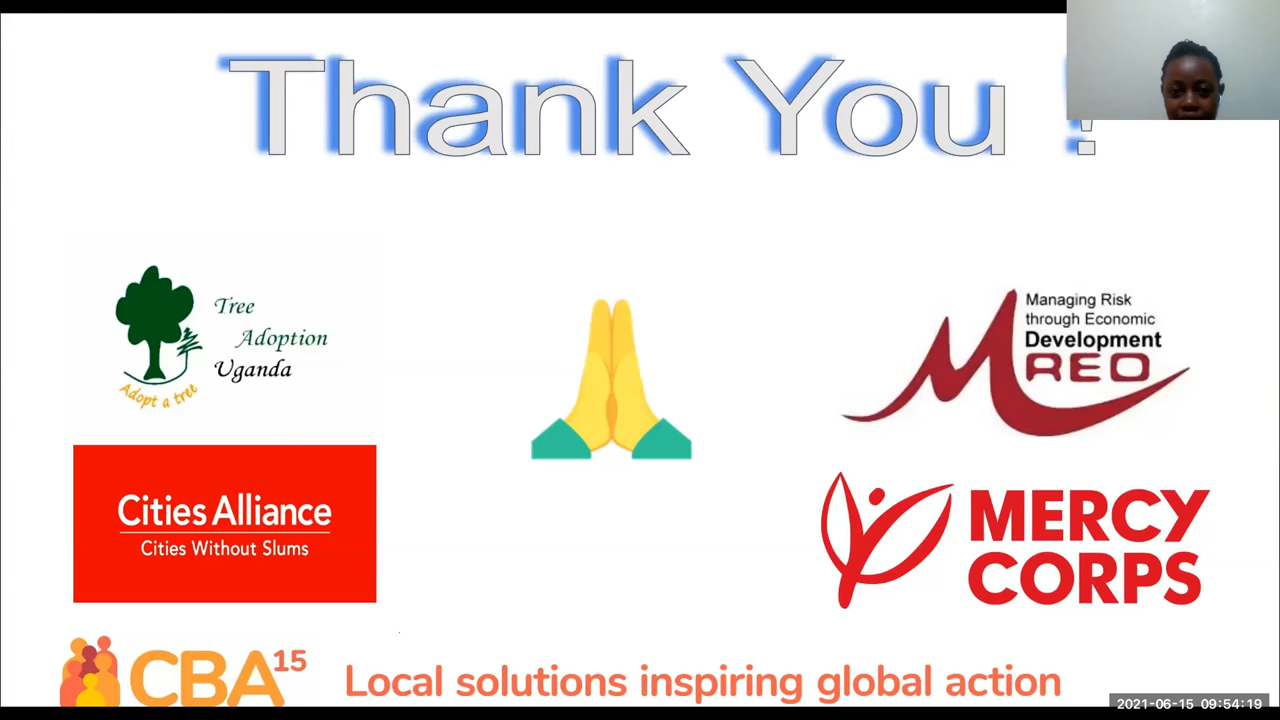 Thank You !
Tree
Adoption
Uganda
Adopt a tree
Managing Risk
through Economic
Development
MRED
Cities Alliance
Cities Without Slums
MERCY
CORPS
CBA15
Local solutions inspiring global action
2021-06-15 09:54:19